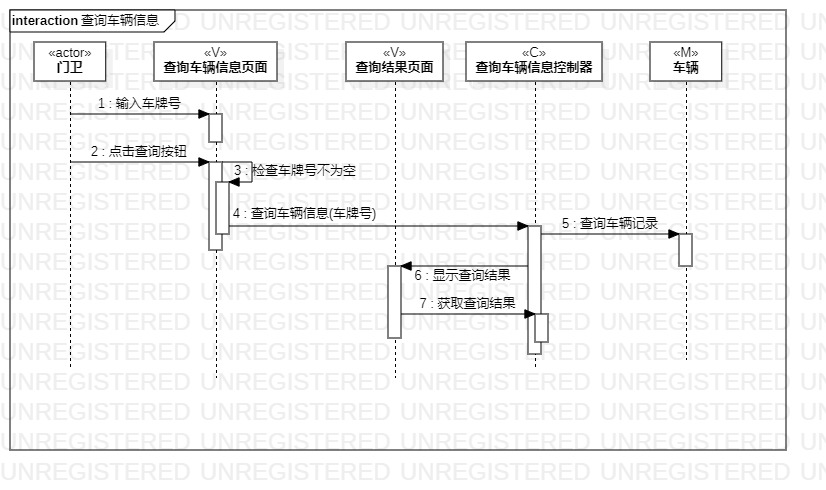 interaction 查询车辆信息
«actor»
门卫
«V»
查询车辆信息页面
«V»
查询结果页面
«C»
查询车辆信息控制器
«M»
车辆
1 : 输入车牌号
2 : 点击查询按钮
3 : 检查车牌号不为空
4 : 查询车辆信息(车牌号)
5 : 查询车辆记录
6 : 显示查询结果
7 : 获取查询结果
UNREGISTERED UNREGISTERED UNREGISTERED UNREGISTERED